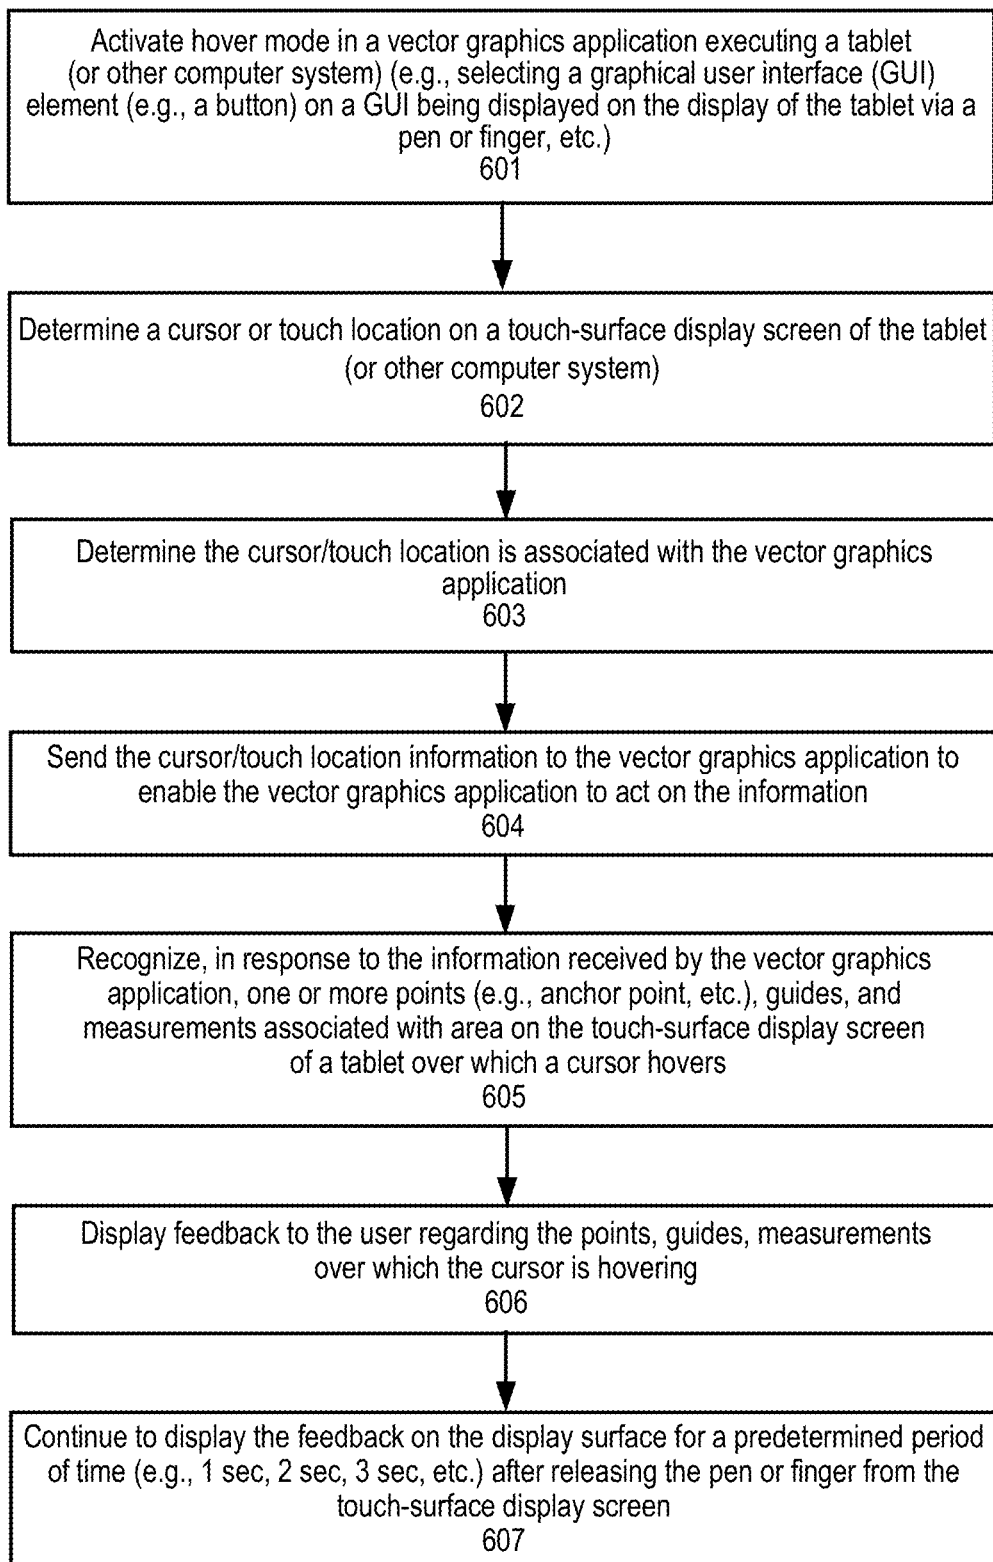 Activate hover mode in a vector graphics application executing a tablet
(or other computer system) (e.g., selecting a graphical user interface (GUI)
element (e.g., a button) on a GUI being displayed on the display of the tablet via a
pen or finger, etc.)
601
Determine a cursor or touch location on a touch-surface display screen of the tablet
(or other computer system)
602
Determine the cursor/touch location is associated with the vector graphics
application
603
Send the cursor/touch location information to the vector graphics application to
enable the vector graphics application to act on the information
604
Recognize, in response to the information received by the vector graphics
application, one or more points (e.g., anchor point, etc.), guides, and
measurements associated with area on the touch-surface display screen
of a tablet over which a cursor hovers
605
Display feedback to the user regarding the points, guides, measurements
over which the cursor is hovering
606
Continue to display the feedback on the display surface for a predetermined period
of time (e.g., 1 sec, 2 sec, 3 sec, etc.) after releasing the pen or finger from the
touch-surface display screen
607